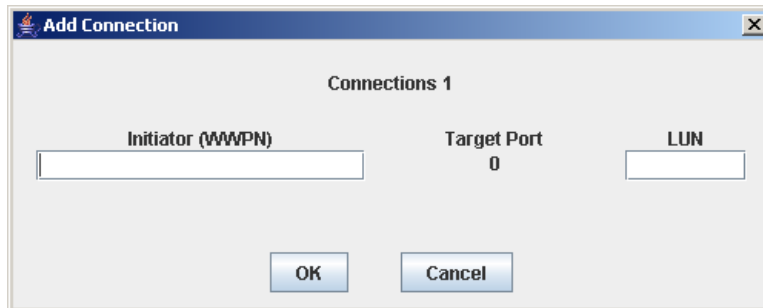 Add Connection
Connections 1
Initiator (WWPN) Target Port LUN
0
OK Cancel